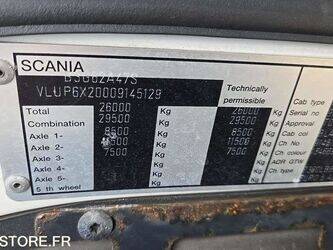 SCANIA
VLUP6X20009145129
Technically
permissible
Total 26000 Kg 26000 Kg Cab type
Combination 29500 Kg 29500 Kg Serial nr
Axle 1- 8500 Kg 8500 Kg Approval
Axle 2- Kg 11500 Kg Cab col
Axle 3- 7500 Kg 7500 Kg Ch nr
Axle 4- Kg Kg Ch colour
Axle 5- Kg Kg ADR GTW
5 th wheel Kg Kg Ch. type
STORE.FR